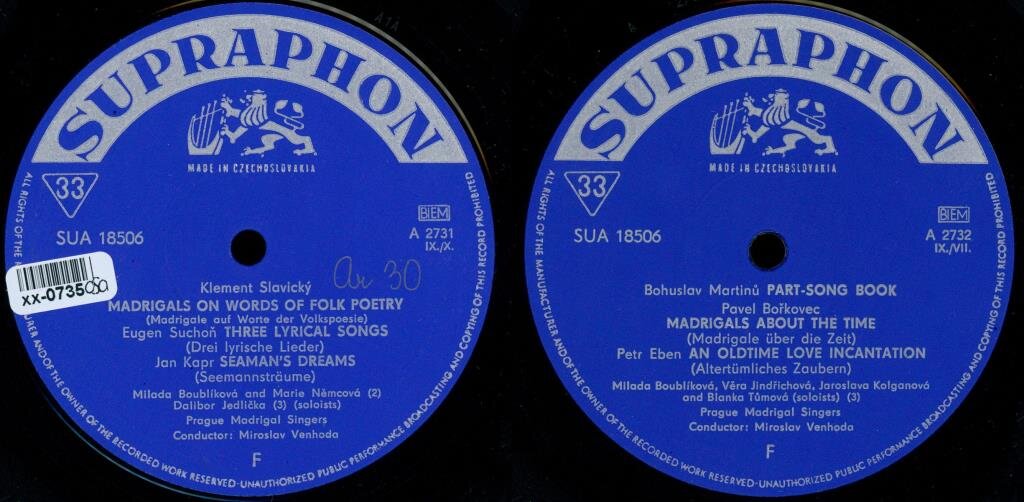 SUPRAPHON
MADE IN CZECHOSLOVAKIA
33
BIEM
SUA 18506
A 2731
IX./X.
xx-0735
Ar 30
Klement Slavický
MADRIGALS ON WORDS OF FOLK POETRY
(Madrigale auf Worte der Volkspoesie)
Eugen Suchoň THREE LYRICAL SONGS
(Drei lyrische Lieder)
Jan Kapr SEAMAN'S DREAMS
(Seemannsträume)
Milada Boublíková and Marie Němcová (2)
Dalibor Jedlička (3) (soloists)
Prague Madrigal Singers
Conductor: Miroslav Venhoda
F
ALL RIGHTS OF THE MANUFACTURER AND OF THE OWNER OF THE RECORDED WORK RESERVED-UNAUTHORIZED PUBLIC PERFORMANCE BROADCASTING AND COPYING OF THIS RECORD PROHIBITED
SUPRAPHON
MADE IN CZECHOSLOVAKIA
33
BIEM
SUA 18506
A 2732
IX./VII.
Bohuslav Martinů PART-SONG BOOK
Pavel Bořkovec
MADRIGALS ABOUT THE TIME
(Madrigale über die Zeit)
Petr Eben AN OLDTIME LOVE INCANTATION
(Altertümliches Zaubern)
Milada Boublíková, Věra Jindřichová, Jaroslava Kolganová
and Blanka Tůmová (soloists) (3)
Prague Madrigal Singers
Conductor: Miroslav Venhoda
F
ALL RIGHTS OF THE MANUFACTURER AND OF THE OWNER OF THE RECORDED WORK RESERVED-UNAUTHORIZED PUBLIC PERFORMANCE BROADCASTING AND COPYING OF THIS RECORD PROHIBITED